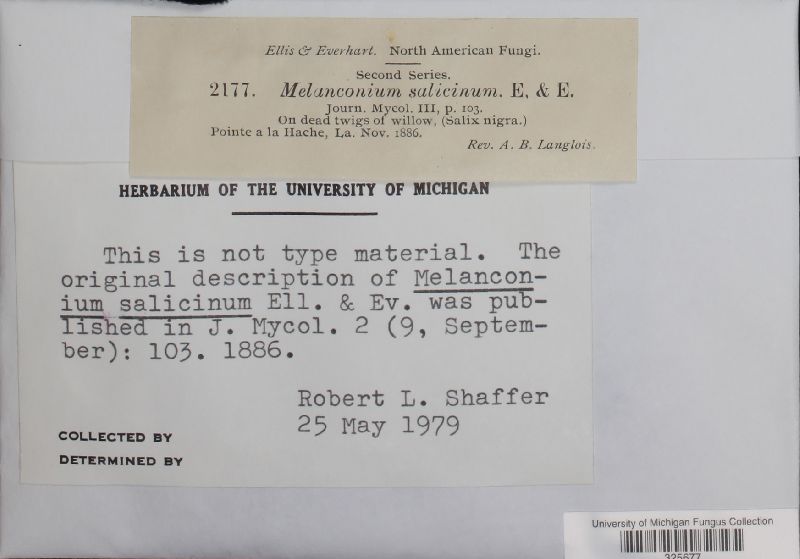 Ellis & Everhart. North American Fungi.
Second Series.
2177. Melanconium salicinum. E. & E.
Journ. Mycol. III, p. 103.
On dead twigs of willow, (Salix nigra.)
Pointe a la Hache, La. Nov. 1886.
Rev. A. B. Langlois.
HERBARIUM OF THE UNIVERSITY OF MICHIGAN
This is not type material. The
original description of Melancon-
ium salicinum Ell. & Ev. was pub-
lished in J. Mycol. 2 (9, Septem-
ber): 103. 1886.
Robert L. Shaffer
25 May 1979
COLLECTED BY
DETERMINED BY
University of Michigan Fungus Collection
325677